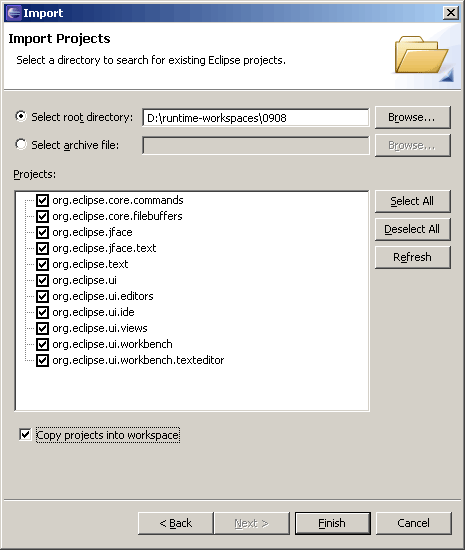 Import
Import Projects
Select a directory to search for existing Eclipse projects.
Select root directory: D:\runtime-workspaces\0908 Browse...
Select archive file: Browse...
Projects:
org.eclipse.core.commands
org.eclipse.core.filebuffers
org.eclipse.jface
org.eclipse.jface.text
org.eclipse.text
org.eclipse.ui
org.eclipse.ui.editors
org.eclipse.ui.ide
org.eclipse.ui.views
org.eclipse.ui.workbench
org.eclipse.ui.workbench.texteditor
Select All
Deselect All
Refresh
Copy projects into workspace
< Back Next > Finish Cancel